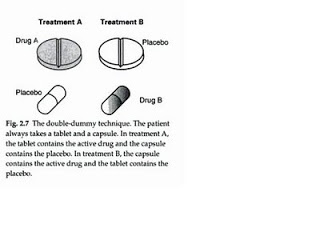 Treatment A Treatment B
Drug A
Placebo
Placebo
Drug B
Fig. 2.7 The double-dummy technique. The patient
always takes a tablet and a capsule. In treatment A,
the tablet contains the active drug and the capsule
contains the placebo. In treatment B, the capsule
contains the active drug and the tablet contains the
placebo.